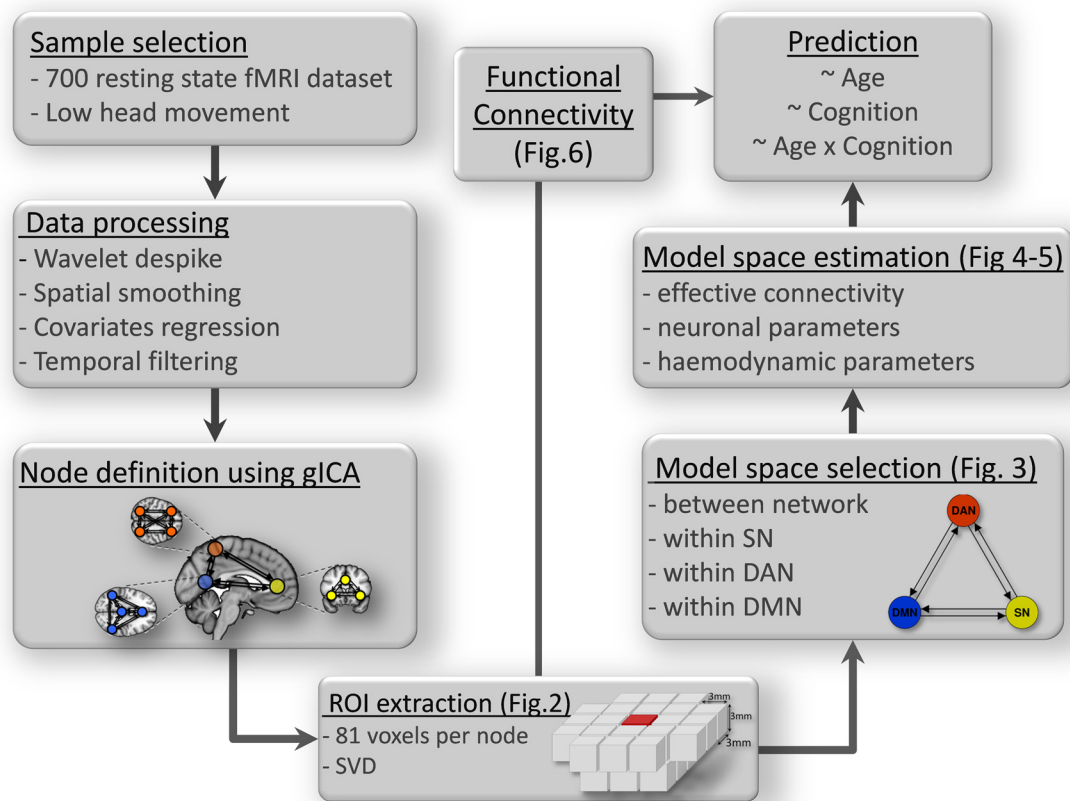 Sample selection
- 700 resting state fMRI dataset
- Low head movement
Data processing
- Wavelet despike
- Spatial smoothing
- Covariates regression
- Temporal filtering
Node definition using gICA
ROI extraction (Fig.2)
- 81 voxels per node
- SVD
3mm
3mm
3mm
Functional
Connectivity
(Fig.6)
Model space selection (Fig. 3)
- between network
- within SN
- within DAN
- within DMN
DAN
DMN
SN
Model space estimation (Fig 4-5)
- effective connectivity
- neuronal parameters
- haemodynamic parameters
Prediction
~ Age
~ Cognition
~ Age x Cognition